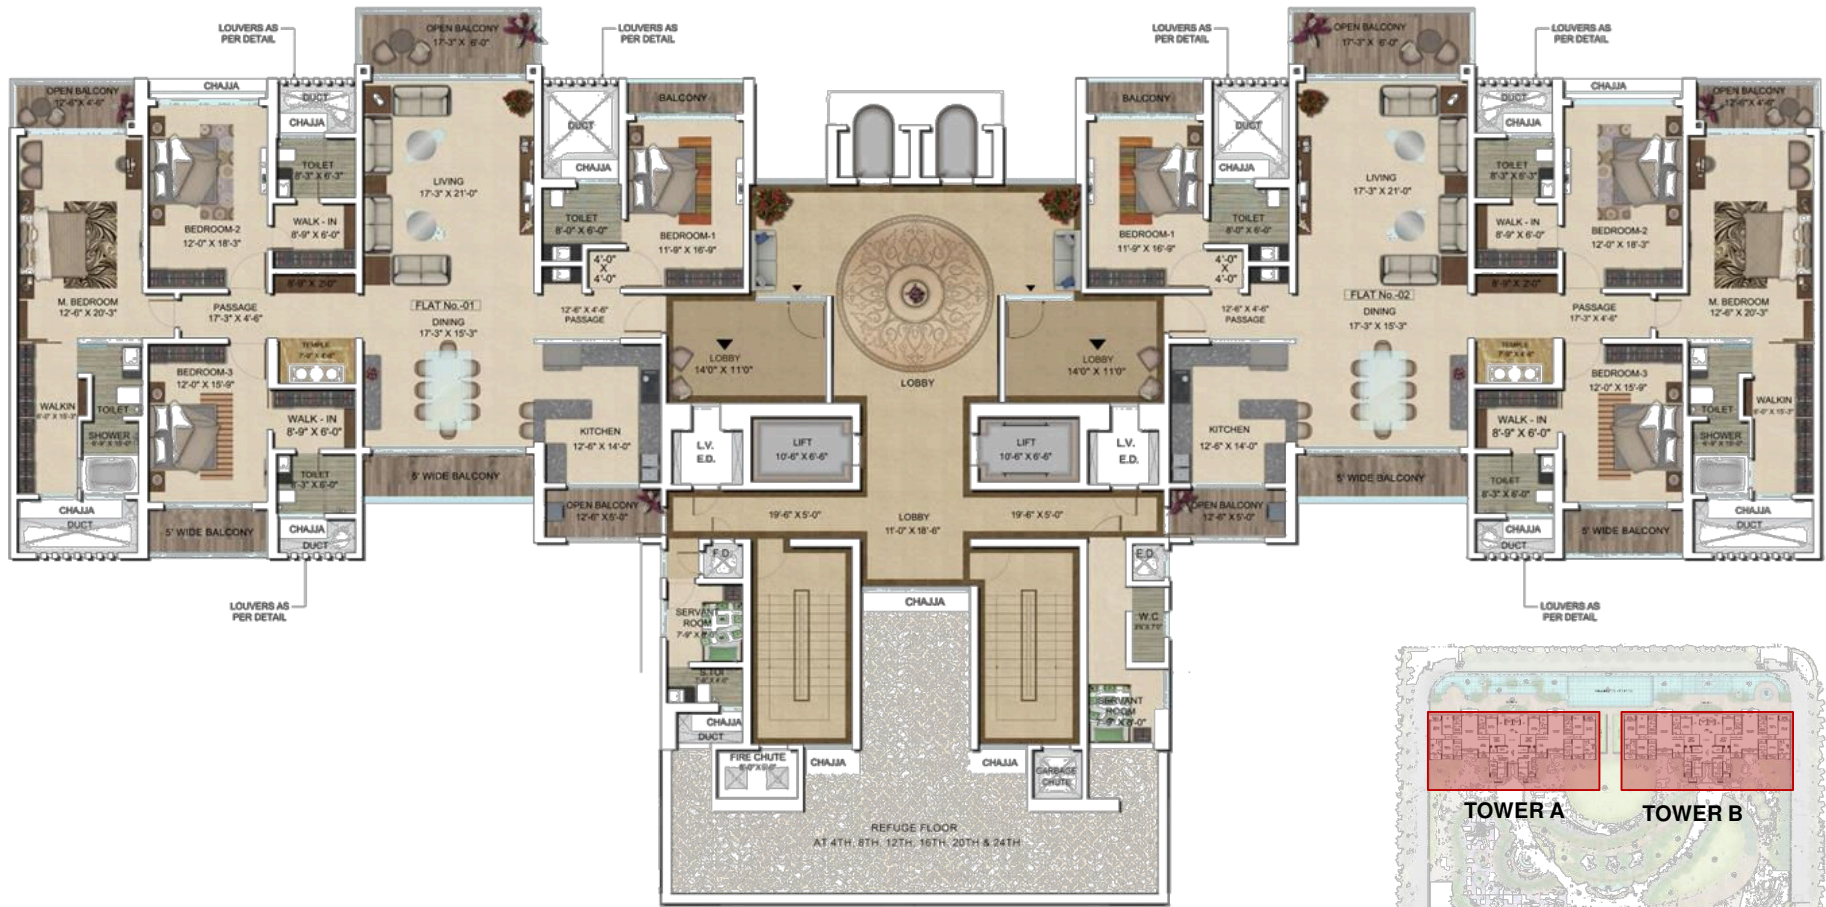 LOUVERS AS
PER DETAIL
OPEN BALCONY
17'-3" X 6'-0"
LOUVERS AS
PER DETAIL
OPEN BALCONY
12'-6" X 4'-6"
CHAJJA
DUCT
CHAJJA
DUCT
CHAJJA
BALCONY
TOILET
8'-3" X 6'-3"
LIVING
17'-3" X 21'-0"
BEDROOM-2
12'-0" X 18'-3"
WALK - IN
8'-9" X 6'-0"
TOILET
8'-0" X 6'-0"
BEDROOM-1
11'-9" X 16'-9"
4'-0"
X
4'-0"
8'-9" X 2'-0"
M. BEDROOM
12'-6" X 20'-3"
PASSAGE
17'-3" X 4'-6"
FLAT No.-01
DINING
17'-3" X 15'-3"
12'-6" X 4'-6"
PASSAGE
TEMPLE
BEDROOM-3
12'-0" X 15'-9"
WALKIN
TOILET
SHOWER
WALK - IN
8'-9" X 6'-0"
KITCHEN
12'-6" X 14'-0"
TOILET
8'-3" X 6'-0"
5' WIDE BALCONY
OPEN BALCONY
12'-6" X 5'-0"
CHAJJA
DUCT
5' WIDE BALCONY
CHAJJA
DUCT
LOUVERS AS
PER DETAIL
LOBBY
14'0" X 11'0"
LOBBY
LOBBY
14'0" X 11'0"
L.V.
E.D.
LIFT
10'-6" X 6'-6"
LIFT
10'-6" X 6'-6"
L.V.
E.D.
19'-6" X 5'-0"
LOBBY
11'-0" X 18'-6"
19'-6" X 5'-0"
F.D.
E.D.
SERVANT
ROOM
CHAJJA
W.C
S.TOI
CHAJJA
DUCT
SERVANT
ROOM
7'-9" X 8'-0"
FIRE CHUTE
CHAJJA
CHAJJA
GARBAGE
CHUTE
REFUGE FLOOR
AT 4TH, 8TH, 12TH, 16TH, 20TH & 24TH
LOUVERS AS
PER DETAIL
OPEN BALCONY
17'-3" X 6'-0"
LOUVERS AS
PER DETAIL
BALCONY
DUCT
CHAJJA
DUCT
CHAJJA
CHAJJA
OPEN BALCONY
12'-6" X 4'-6"
LIVING
17'-3" X 21'-0"
TOILET
8'-3" X 6'-3"
BEDROOM-1
11'-9" X 16'-9"
TOILET
8'-0" X 6'-0"
WALK - IN
8'-9" X 6'-0"
BEDROOM-2
12'-0" X 18'-3"
4'-0"
X
4'-0"
8'-9" X 2'-0"
12'-6" X 4'-6"
PASSAGE
FLAT No.-02
DINING
17'-3" X 15'-3"
PASSAGE
17'-3" X 4'-6"
M. BEDROOM
12'-6" X 20'-3"
TEMPLE
BEDROOM-3
12'-0" X 15'-9"
KITCHEN
12'-6" X 14'-0"
WALK - IN
8'-9" X 6'-0"
TOILET
WALKIN
SHOWER
5' WIDE BALCONY
TOILET
8'-3" X 6'-0"
OPEN BALCONY
12'-6" X 5'-0"
CHAJJA
DUCT
5' WIDE BALCONY
CHAJJA
DUCT
LOUVERS AS
PER DETAIL
TOWER A
TOWER B